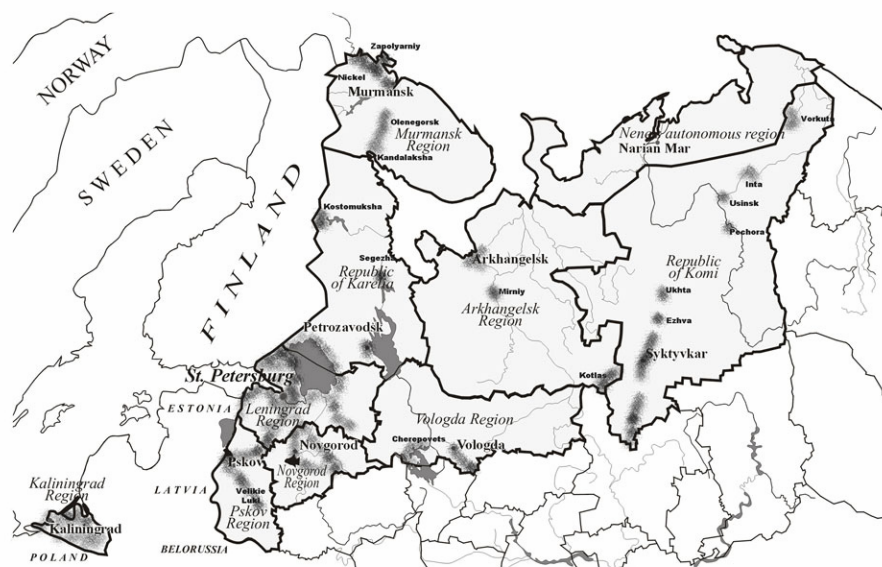 NORWAY
SWEDEN
FINLAND
Zapolyarniy
Nickel
Murmansk
Olenegorsk
Murmansk
Region
Kandalaksha
Nenets autonomous region
Narian Mar
Vorkuta
Inta
Usinsk
Pechora
Kostomuksha
Segezha
Republic
of Karelia
Arkhangelsk
Mirniy
Arkhangelsk
Region
Republic
of Komi
Ukhta
Ezhva
Petrozavodsk
Syktyvkar
Kotlas
St. Petersburg
ESTONIA
Leningrad
Region
Vologda Region
Cherepovets
Vologda
Novgorod
Novgorod
Region
Pskov
Velikie
Luki
Pskov
Region
LATVIA
Kaliningrad
Region
Kaliningrad
POLAND
BELORUSSIA